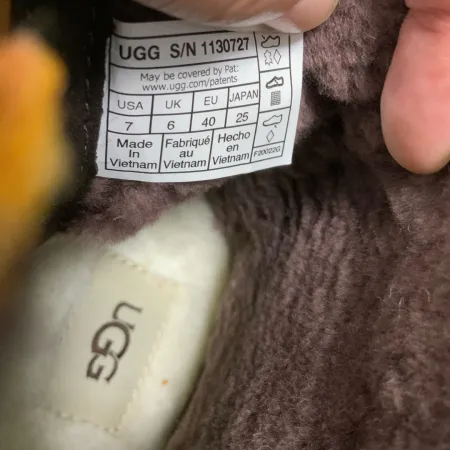 UGG S/N 1130727
May be covered by Pat:
www.ugg.com/patents
USA UK EU JAPAN
7 6 40 25
Made in Vietnam
Fabriqué au Vietnam
Hecho en Vietnam
F20022G
UGG